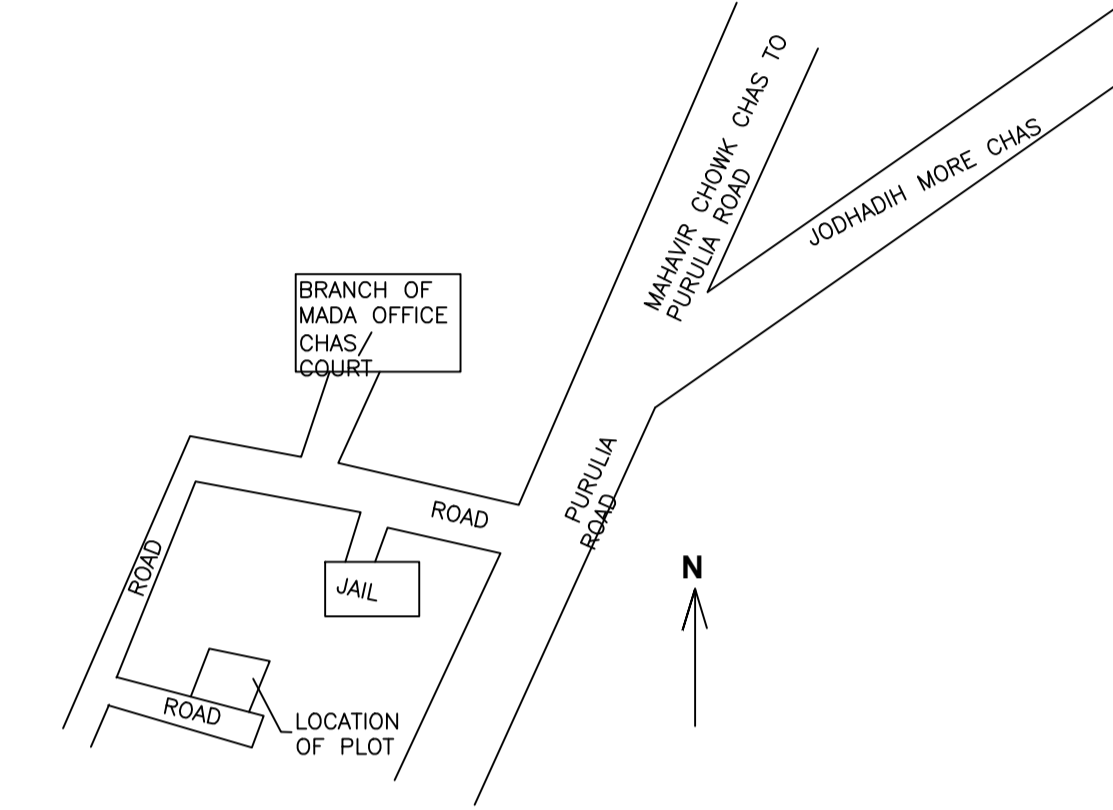 MAHAVIR CHOWK CHAS TO
PURULIA ROAD
JODHADIH MORE CHAS
BRANCH OF
MADA OFFICE
CHAS/
COURT
PURULIA
ROAD
ROAD
JAIL
ROAD
N
ROAD
LOCATION
OF PLOT